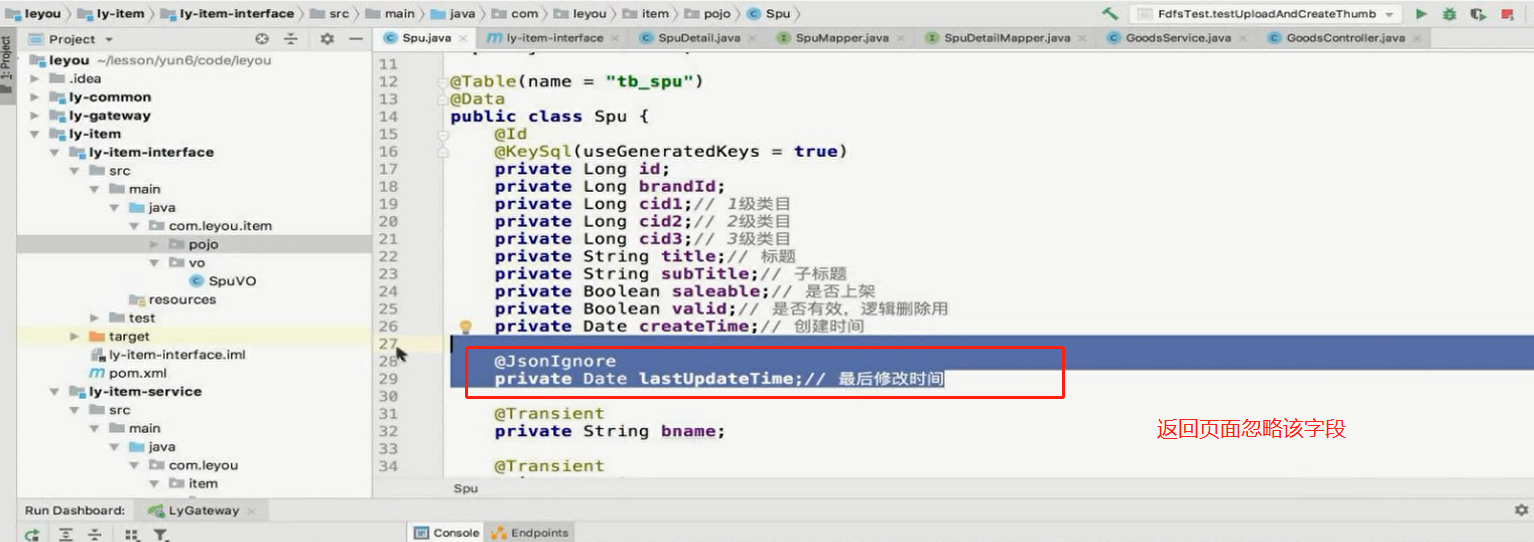 leyou ly-item ly-item-interface src main java com leyou item pojo Spu
FdfsTest.testUploadAndCreateThumb
1: Project
Project
Spu.java
ly-item-interface
SpuDetail.java
SpuMapper.java
SpuDetailMapper.java
GoodsService.java
GoodsController.java
leyou ~/lesson/yun6/code/leyou
.idea
ly-common
ly-gateway
ly-item
ly-item-interface
src
main
java
com.leyou.item
pojo
vo
SpuVO
resources
test
target
ly-item-interface.iml
pom.xml
ly-item-service
src
main
java
com.leyou
item
11
12 @Table(name = "tb_spu")
13 @Data
14 public class Spu {
15 @Id
16 @KeySql(useGeneratedKeys = true)
17 private Long id;
18 private Long brandId;
19 private Long cid1;// 1级类目
20 private Long cid2;// 2级类目
21 private Long cid3;// 3级类目
22 private String title;// 标题
23 private String subTitle;// 子标题
24 private Boolean saleable;// 是否上架
25 private Boolean valid;// 是否有效，逻辑删除用
26 private Date createTime;// 创建时间
27
28 @JsonIgnore
29 private Date lastUpdateTime;// 最后修改时间
30
31 @Transient
32 private String bname;
33
34 @Transient
返回页面忽略该字段
Spu
Run Dashboard:
LyGateway
Console
Endpoints